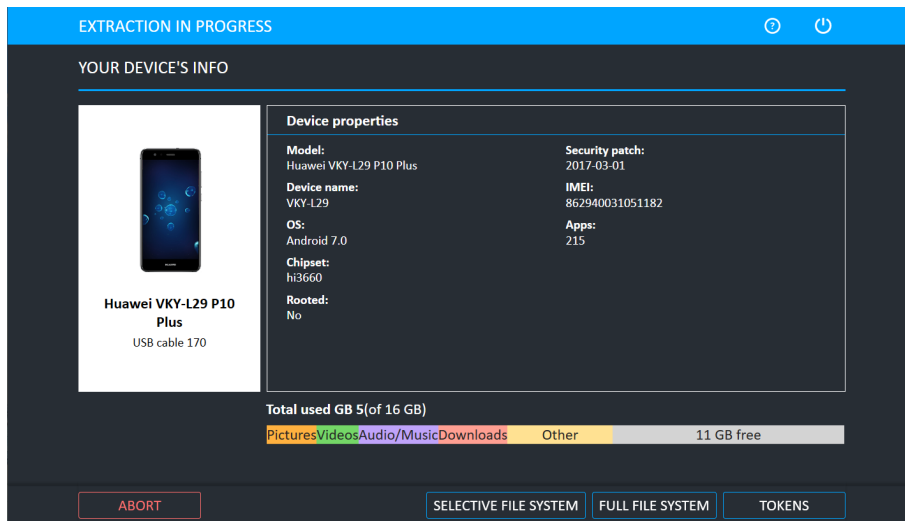 EXTRACTION IN PROGRESS
?
YOUR DEVICE'S INFO
Huawei VKY-L29 P10
Plus
USB cable 170
Device properties
Model:
Huawei VKY-L29 P10 Plus
Device name:
VKY-L29
OS:
Android 7.0
Chipset:
hi3660
Rooted:
No
Security patch:
2017-03-01
IMEI:
862940031051182
Apps:
215
Total used GB 5(of 16 GB)
Pictures Videos Audio/Music Downloads Other 11 GB free
ABORT
SELECTIVE FILE SYSTEM
FULL FILE SYSTEM
TOKENS